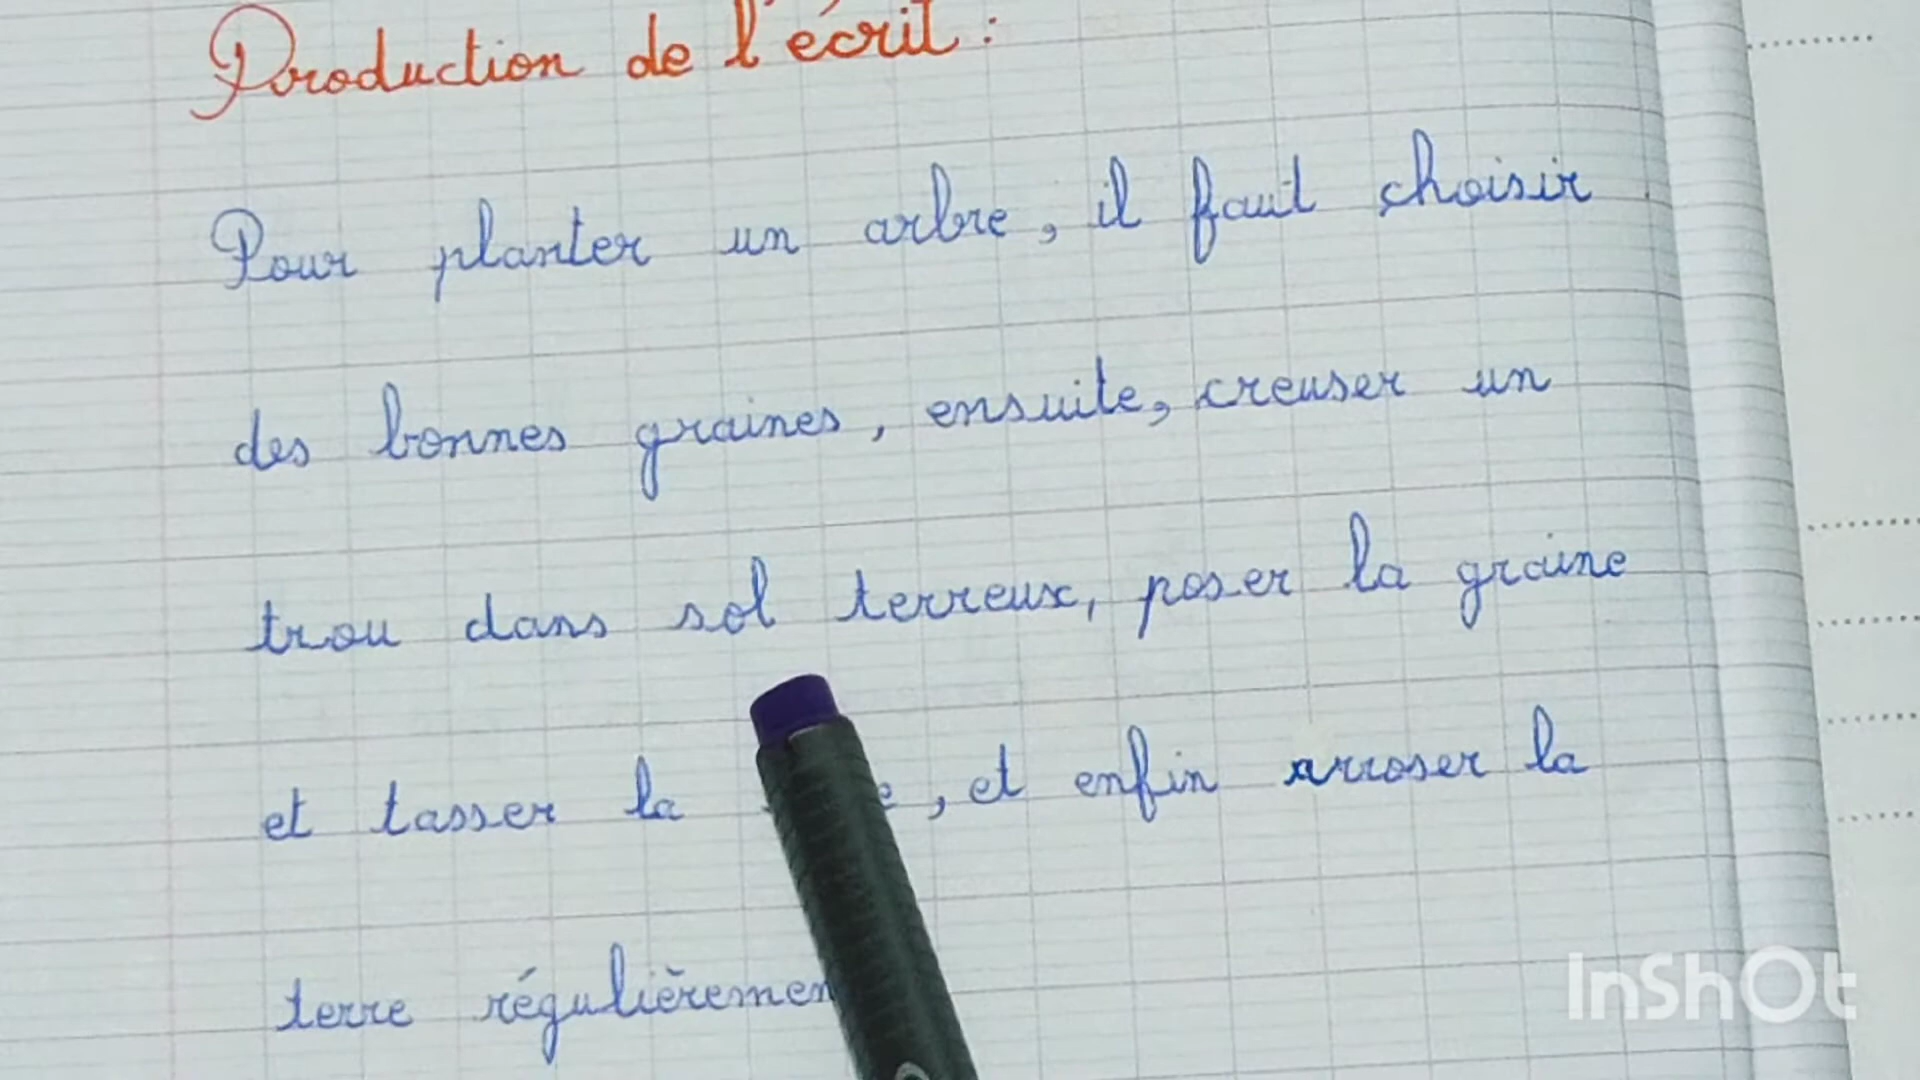 Production de l'écrit :
Pour planter un arbre, il faut choisir
des bonnes graines, ensuite, creuser un
trou dans sol terreux, poser la graine
et tasser la , et enfin arroser la
terre régulièremen
InShOt